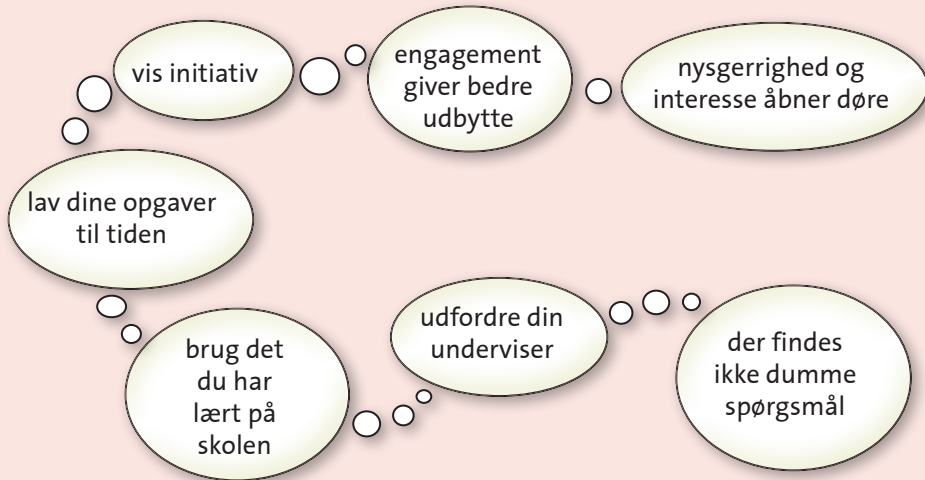 vis initiativ
engagement
giver bedre
udbytte
nysgerrighed og
interesse åbner døre
lav dine opgaver
til tiden
brug det
du har
lært på
skolen
udfordre din
underviser
der findes
ikke dumme
spørgsmål